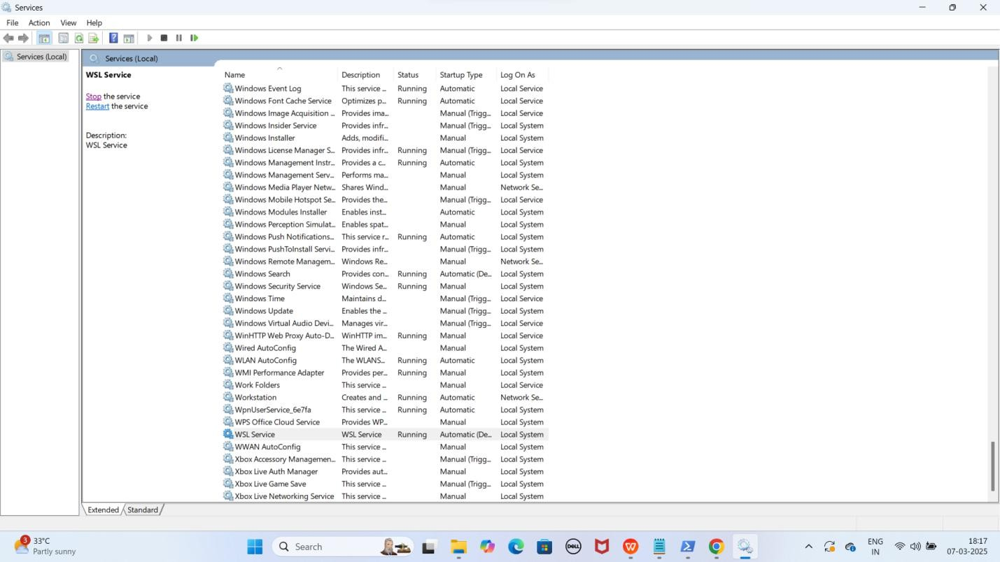 Services
File Action View Help
Services (Local)
Services (Local)
WSL Service
Stop the service
Restart the service
Description:
WSL Service
Name Description Status Startup Type Log On As
Windows Event Log This service ... Running Automatic Local Service
Windows Font Cache Service Optimizes p... Running Automatic Local Service
Windows Image Acquisition ... Provides ima... Manual (Trigg... Local Service
Windows Insider Service Provides infr... Manual (Trigg... Local System
Windows Installer Adds, modifi... Manual Local System
Windows License Manager S... Provides infr... Running Manual (Trigg... Local Service
Windows Management Instr... Provides a c... Running Automatic Local System
Windows Management Serv... Performs ma... Manual Local System
Windows Media Player Netw... Shares Wind... Manual Network Se...
Windows Mobile Hotspot Se... Provides the... Manual (Trigg... Local Service
Windows Modules Installer Enables inst... Automatic Local System
Windows Perception Simulat... Enables spat... Manual Local System
Windows Push Notifications... This service r... Running Automatic Local System
Windows PushToInstall Servi... Provides infr... Manual (Trigg... Local System
Windows Remote Managem... Windows Re... Manual Network Se...
Windows Search Provides con... Running Automatic (De... Local System
Windows Security Service Windows Se... Running Manual Local System
Windows Time Maintains d... Manual (Trigg... Local Service
Windows Update Enables the ... Manual (Trigg... Local System
Windows Virtual Audio Devi... Manages vir... Manual (Trigg... Local Service
WinHTTP Web Proxy Auto-D... WinHTTP im... Running Manual Local Service
Wired AutoConfig The Wired A... Manual Local System
WLAN AutoConfig The WLANS... Running Automatic Local System
WMI Performance Adapter Provides per... Running Manual Local System
Work Folders This service ... Manual Local Service
Workstation Creates and ... Running Automatic Network Se...
WpnUserService_6e7fa This service ... Running Automatic Local System
WPS Office Cloud Service Provides WP... Manual Local System
WSL Service WSL Service Running Automatic (De... Local System
WWAN AutoConfig This service ... Manual Local System
Xbox Accessory Managemen... This service ... Manual (Trigg... Local System
Xbox Live Auth Manager Provides aut... Manual Local System
Xbox Live Game Save This service ... Manual (Trigg... Local System
Xbox Live Networking Service This service ... Manual Local System
Extended Standard
3 33°C
Partly sunny
Search
DELL
ENG
IN
18:17
07-03-2025